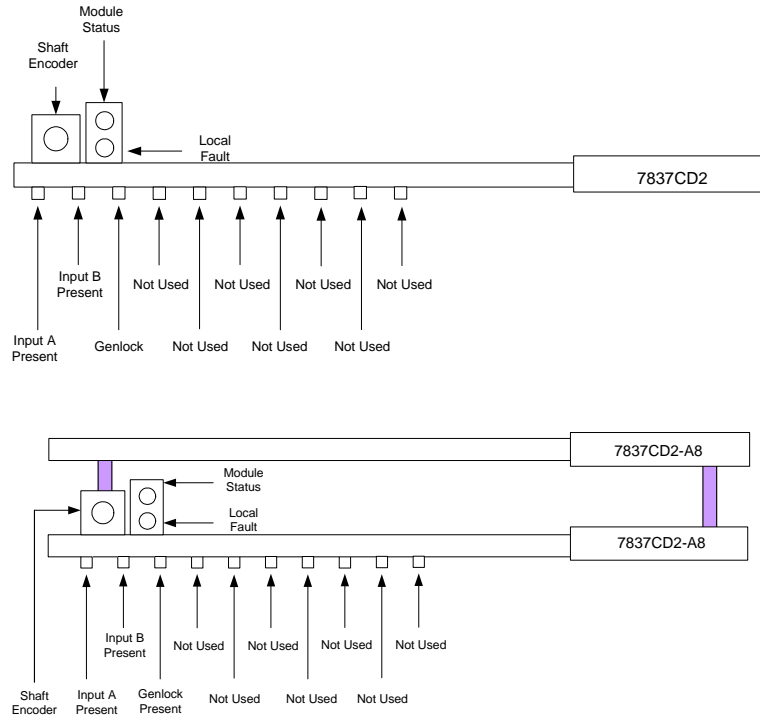 Module
Status
Shaft
Encoder
Local
Fault
7837CD2
Input B
Present
Not Used
Not Used
Not Used
Not Used
Input A
Present
Genlock
Not Used
Not Used
Not Used
7837CD2-A8
Module
Status
Local
Fault
7837CD2-A8
Input B
Present
Not Used
Not Used
Not Used
Not Used
Shaft
Encoder
Input A
Present
Genlock
Present
Not Used
Not Used
Not Used